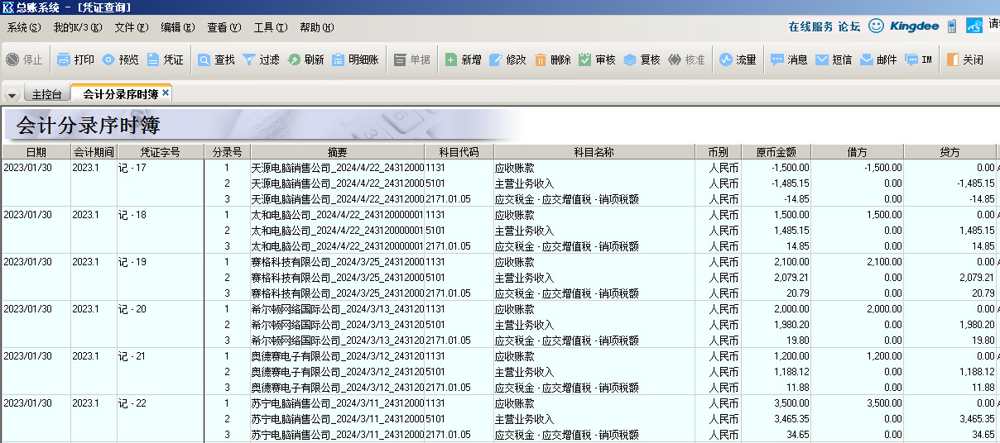 总账系统 - [凭证查询]
系统(S) 我的K/3(K) 文件(F) 编辑(E) 查看(V) 工具(T) 帮助(H) 在线服务 论坛 Kingdee
停止 打印 预览 凭证 查找 过滤 刷新 明细账 单据 新增 修改 删除 审核 复核 核准 流量 消息 短信 邮件 IM 关闭
主控台 会计分录序时簿
会计分录序时簿
日期 会计期间 凭证字号 分录号 摘要 科目代码 科目名称 币别 原币金额 借方 贷方
2023/01/30 2023.1 记 - 17 1 天源电脑销售公司_2024/4/22_24312000 1131 应收账款 人民币 -1,500.00 -1,500.00 0.00
2 天源电脑销售公司_2024/4/22_24312000 5101 主营业务收入 人民币 -1,485.15 0.00 -1,485.15
3 天源电脑销售公司_2024/4/22_24312000 2171.01.05 应交税金 - 应交增值税 - 销项税额 人民币 -14.85 0.00 -14.85
2023/01/30 2023.1 记 - 18 1 太和电脑公司_2024/4/22_243120000001 1131 应收账款 人民币 1,500.00 1,500.00 0.00
2 太和电脑公司_2024/4/22_243120000001 5101 主营业务收入 人民币 1,485.15 0.00 1,485.15
3 太和电脑公司_2024/4/22_243120000001 2171.01.05 应交税金 - 应交增值税 - 销项税额 人民币 14.85 0.00 14.85
2023/01/30 2023.1 记 - 19 1 赛格科技有限公司_2024/3/25_24312000 1131 应收账款 人民币 2,100.00 2,100.00 0.00
2 赛格科技有限公司_2024/3/25_24312000 5101 主营业务收入 人民币 2,079.21 0.00 2,079.21
3 赛格科技有限公司_2024/3/25_24312000 2171.01.05 应交税金 - 应交增值税 - 销项税额 人民币 20.79 0.00 20.79
2023/01/30 2023.1 记 - 20 1 希尔顿网络国际公司_2024/3/13_243120 1131 应收账款 人民币 2,000.00 2,000.00 0.00
2 希尔顿网络国际公司_2024/3/13_243120 5101 主营业务收入 人民币 1,980.20 0.00 1,980.20
3 希尔顿网络国际公司_2024/3/13_243120 2171.01.05 应交税金 - 应交增值税 - 销项税额 人民币 19.80 0.00 19.80
2023/01/30 2023.1 记 - 21 1 奥德赛电子有限公司_2024/3/12_243120 1131 应收账款 人民币 1,200.00 1,200.00 0.00
2 奥德赛电子有限公司_2024/3/12_243120 5101 主营业务收入 人民币 1,188.12 0.00 1,188.12
3 奥德赛电子有限公司_2024/3/12_243120 2171.01.05 应交税金 - 应交增值税 - 销项税额 人民币 11.88 0.00 11.88
2023/01/30 2023.1 记 - 22 1 苏宁电脑销售公司_2024/3/11_24312000 1131 应收账款 人民币 3,500.00 3,500.00 0.00
2 苏宁电脑销售公司_2024/3/11_24312000 5101 主营业务收入 人民币 3,465.35 0.00 3,465.35
3 苏宁电脑销售公司_2024/3/11_24312000 2171.01.05 应交税金 - 应交增值税 - 销项税额 人民币 34.65 0.00 34.65